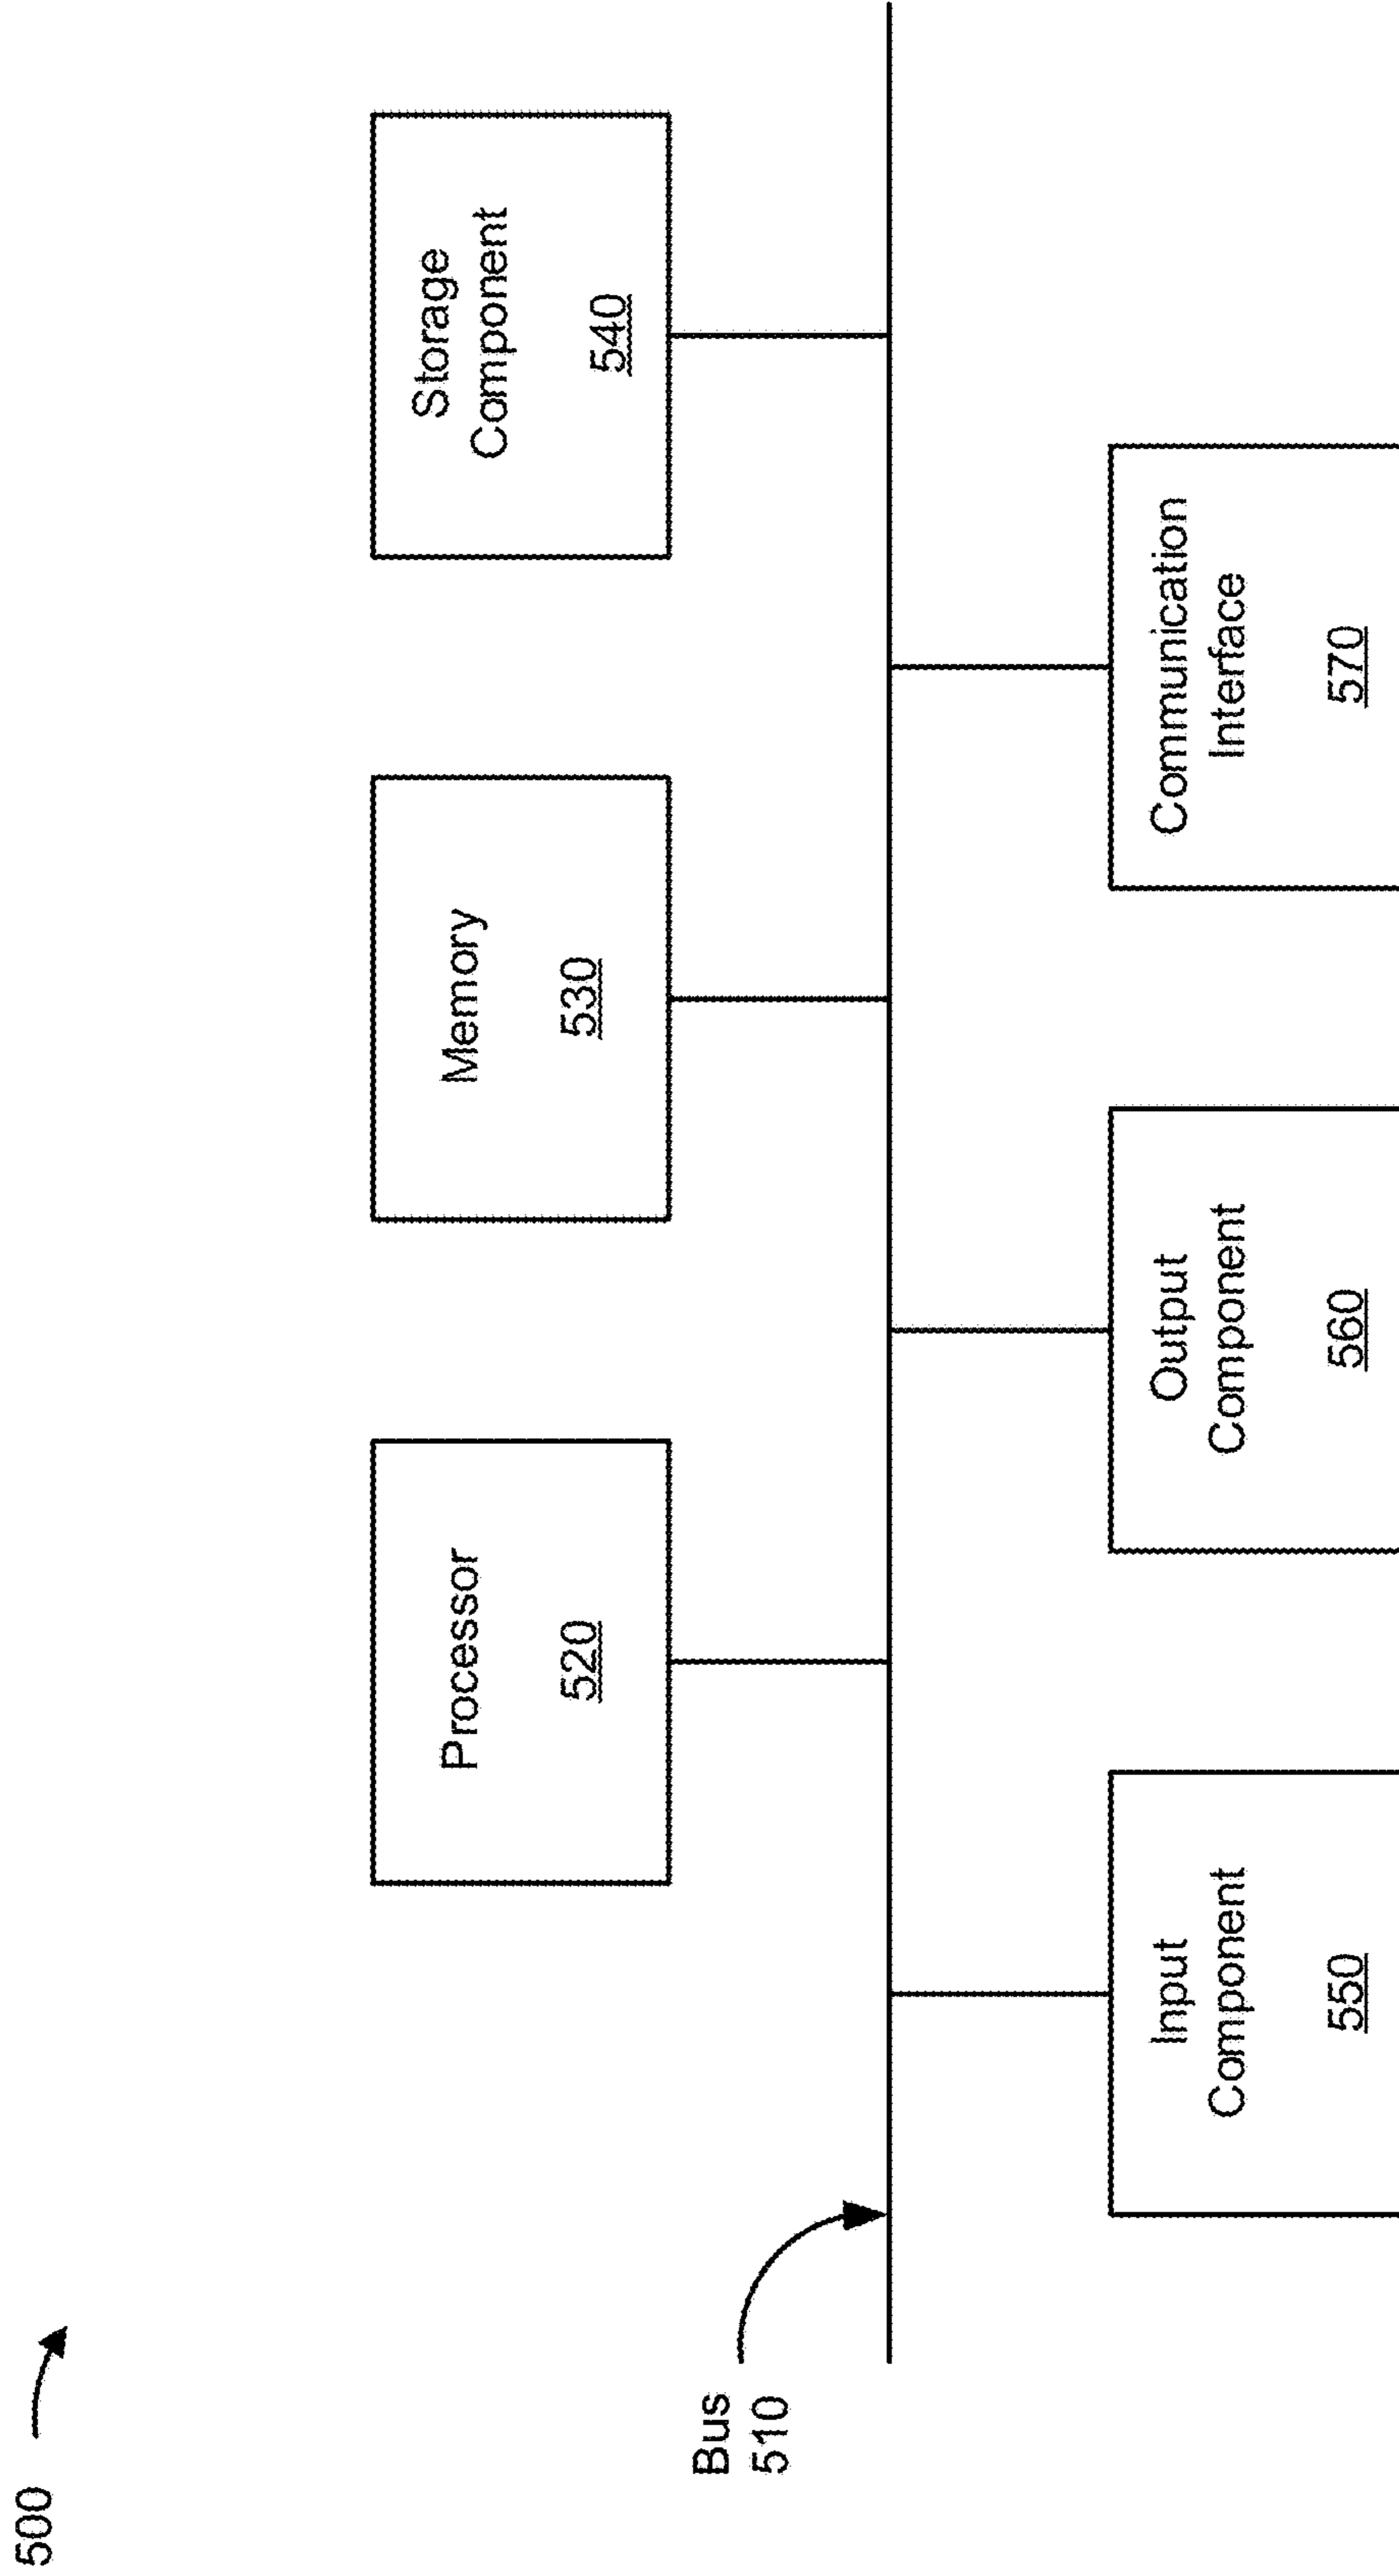 500
Processor
520
Memory
530
Storage
Component
540
Bus
510
Input
Component
550
Output
Component
560
Communication
Interface
570